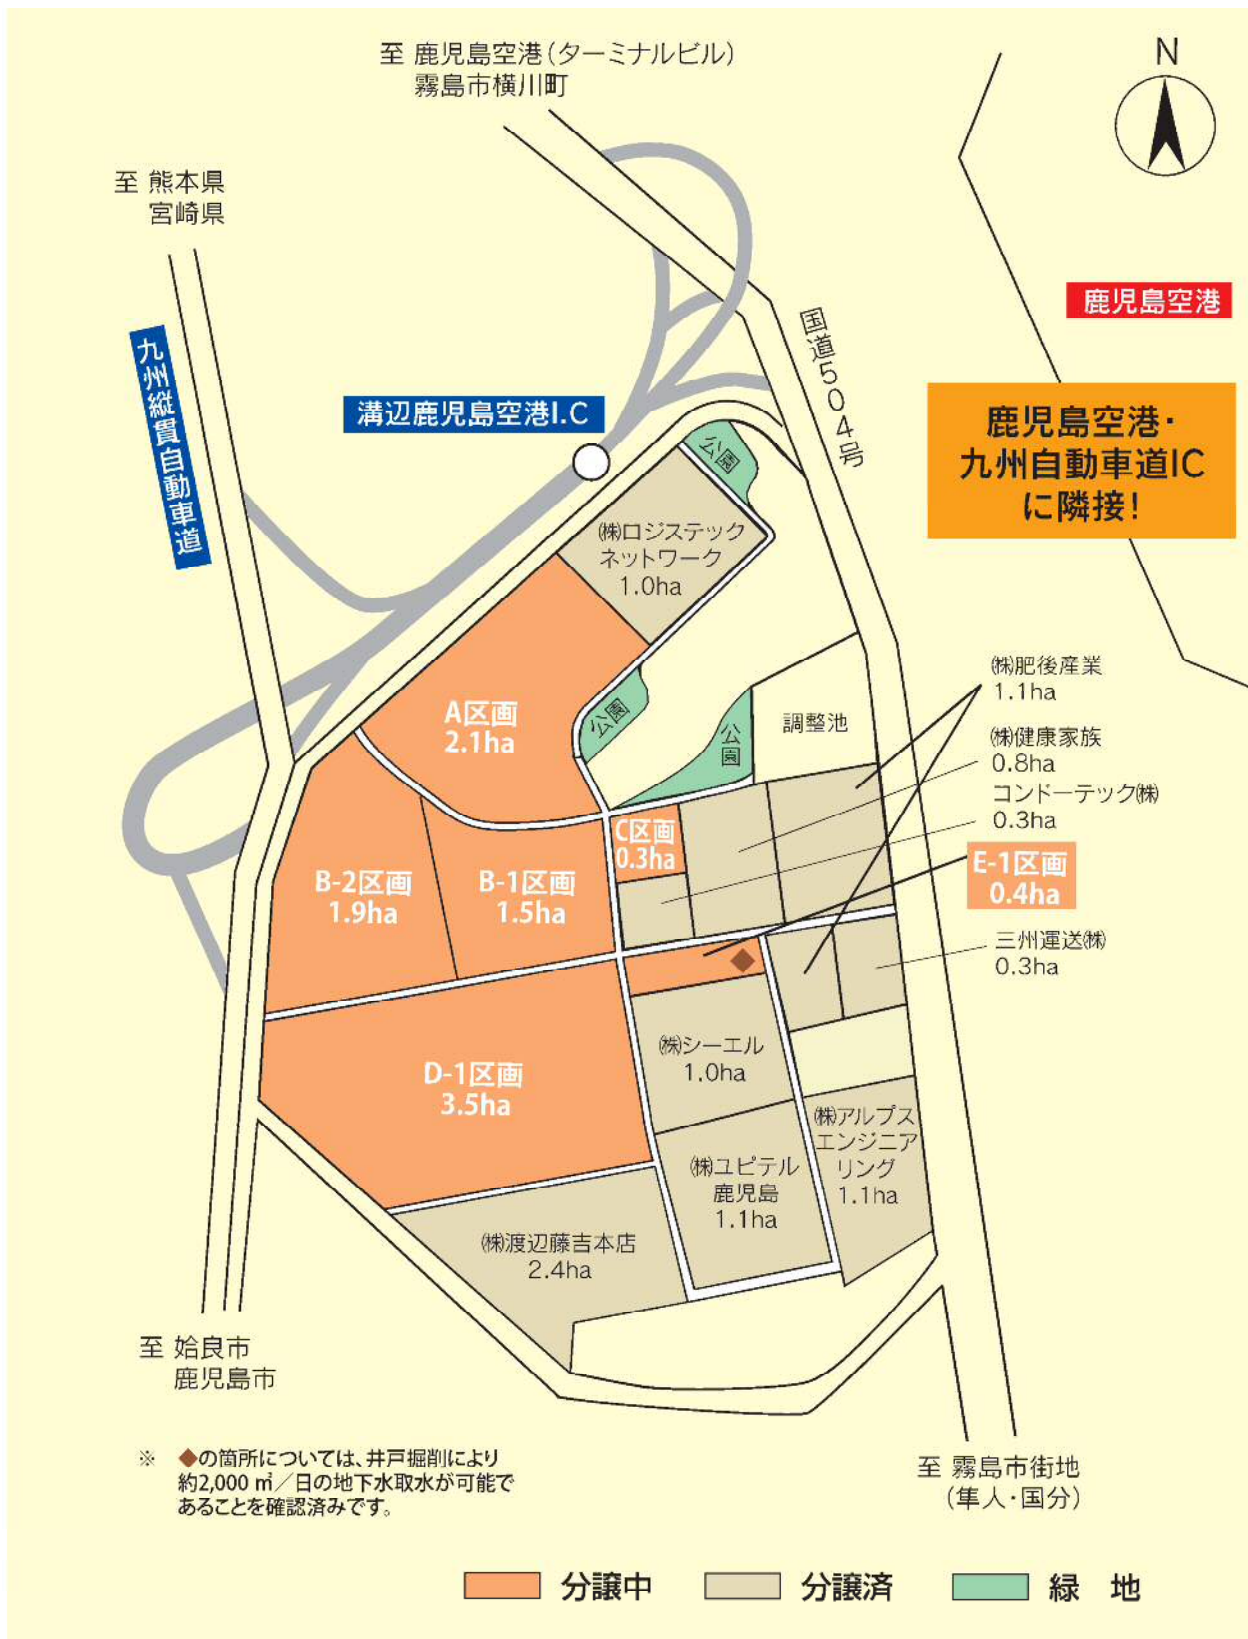 至 鹿児島空港(ターミナルビル)
霧島市横川町
N
至 熊本県
宮崎県
九州縦貫自動車道
溝辺鹿児島空港I.C
国道504号
鹿児島空港
鹿児島空港・
九州自動車道IC
に隣接!
公園
㈱ロジステック
ネットワーク
1.0ha
A区画
2.1ha
公園
公園
調整池
㈱肥後産業
1.1ha
㈱健康家族
0.8ha
コンドーテック㈱
0.3ha
C区画
0.3ha
E-1区画
0.4ha
B-2区画
1.9ha
B-1区画
1.5ha
三州運送㈱
0.3ha
D-1区画
3.5ha
㈱シーエル
1.0ha
㈱アルプス
エンジニア
リング
1.1ha
㈱ユピテル
鹿児島
1.1ha
㈱渡辺藤吉本店
2.4ha
至 姶良市
鹿児島市
※ ◆の箇所については、井戸掘削により
約2,000㎥/日の地下水取水が可能で
あることを確認済みです。
至 霧島市街地
(隼人・国分)
分譲中
分譲済
緑 地